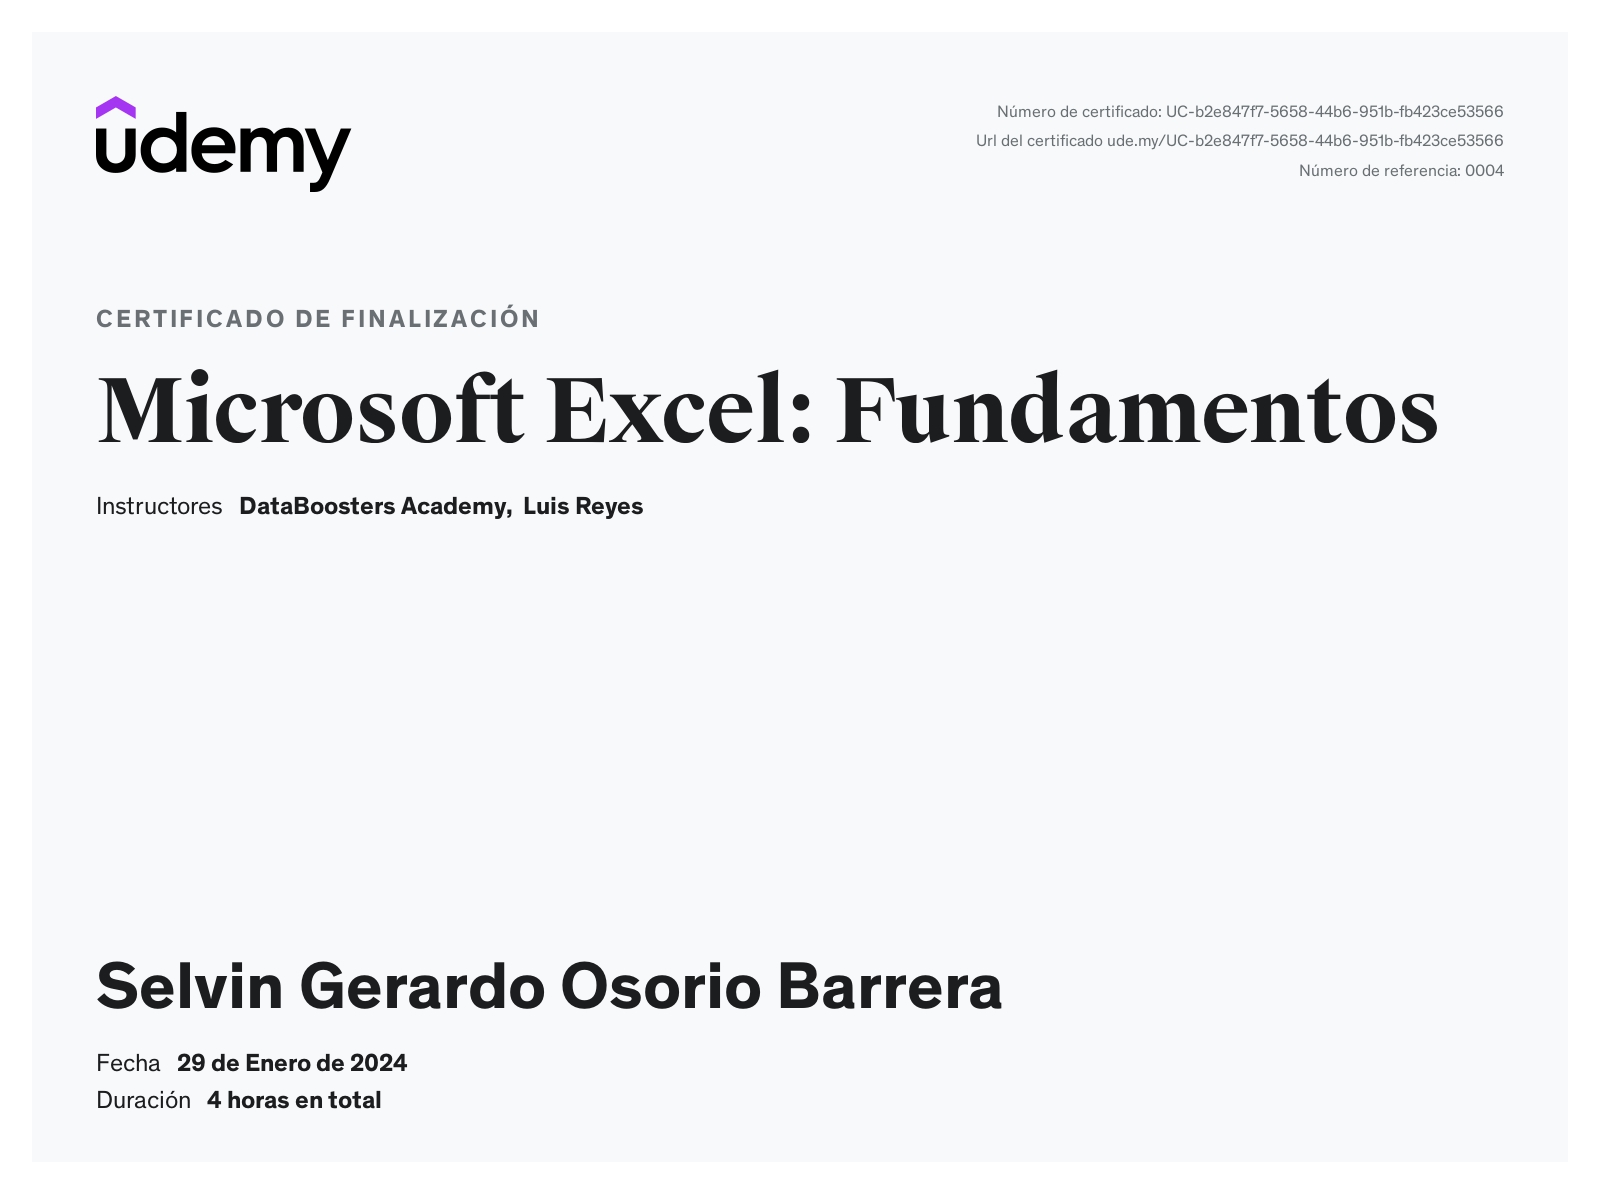 udemy
Número de certificado: UC-b2e847f7-5658-44b6-951b-fb423ce53566
Url del certificado ude.my/UC-b2e847f7-5658-44b6-951b-fb423ce53566
Número de referencia: 0004
CERTIFICADO DE FINALIZACIÓN
Microsoft Excel: Fundamentos
Instructores DataBoosters Academy, Luis Reyes
Selvin Gerardo Osorio Barrera
Fecha 29 de Enero de 2024
Duración 4 horas en total